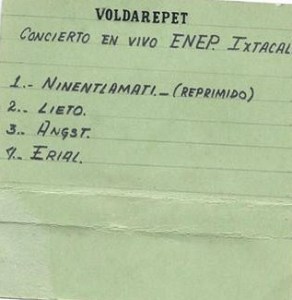 VOLDAREPET
CONCIERTO EN VIVO ENEP. IXTACAL
1.- NINENTLAMATI.-(REPRIMIDO)
2.. LIETO.
3.. ANGST.
4.. ERIAL.